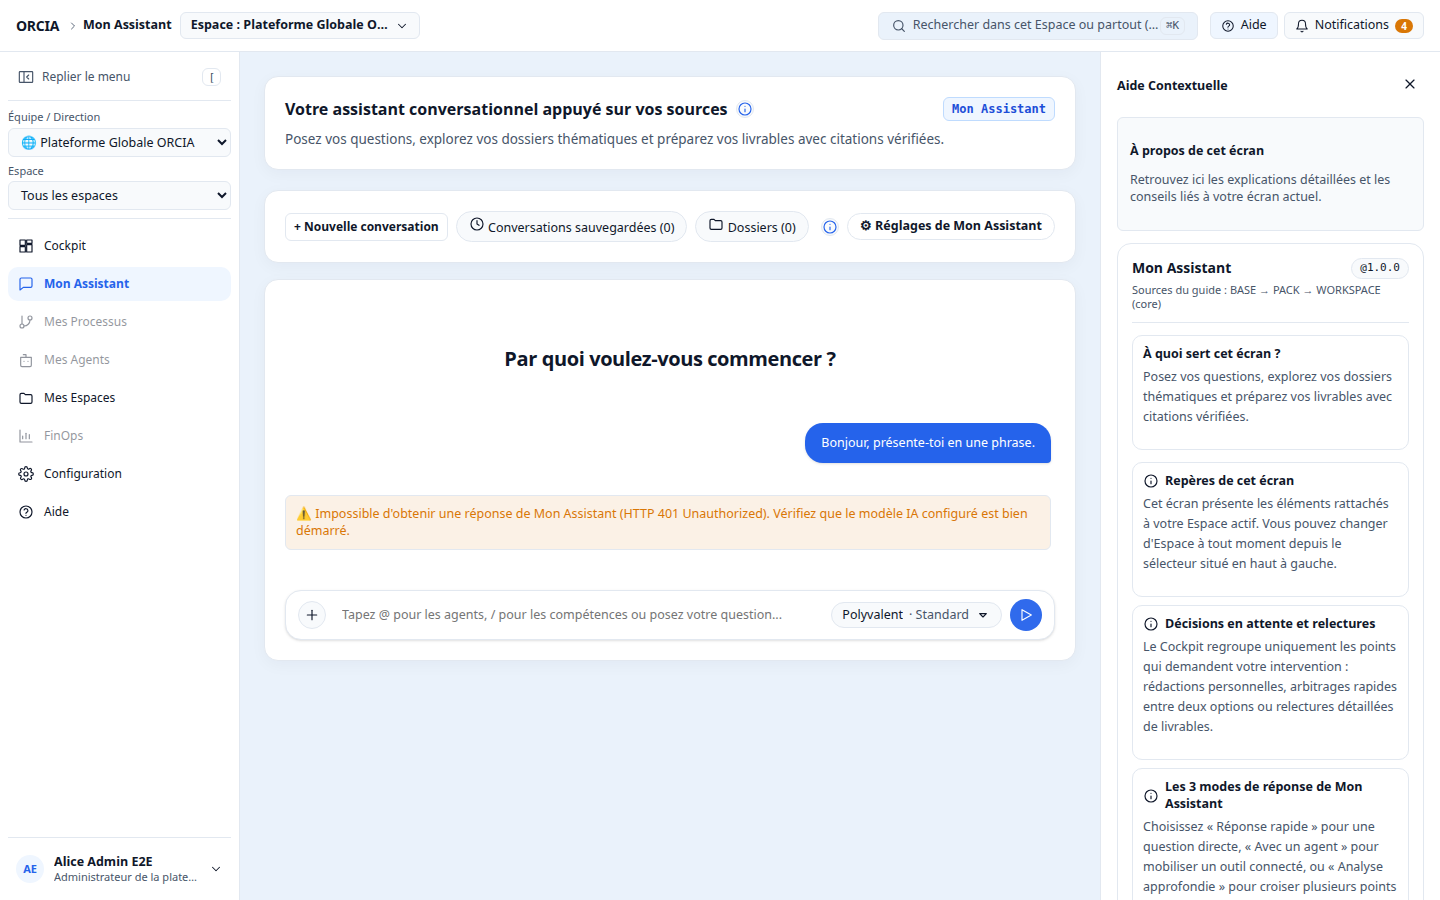 ORCIA
Mon Assistant
Espace : Plateforme Globale O...
Rechercher dans cet Espace ou partout (... ⌘K
Aide
Notifications 4
Replier le menu [
Équipe / Direction
🌐 Plateforme Globale ORCIA
Espace
Tous les espaces
Cockpit
Mon Assistant
Mes Processus
Mes Agents
Mes Espaces
FinOps
Configuration
Aide
AE
Alice Admin E2E
Administrateur de la plate...
Votre assistant conversationnel appuyé sur vos sources
Mon Assistant
Posez vos questions, explorez vos dossiers thématiques et préparez vos livrables avec citations vérifiées.
+ Nouvelle conversation
Conversations sauvegardées (0)
Dossiers (0)
⚙ Réglages de Mon Assistant
Par quoi voulez-vous commencer ?
Bonjour, présente-toi en une phrase.
⚠️ Impossible d'obtenir une réponse de Mon Assistant (HTTP 401 Unauthorized). Vérifiez que le modèle IA configuré est bien
démarré.
Tapez @ pour les agents, / pour les compétences ou posez votre question...
Polyvalent · Standard
Aide Contextuelle
À propos de cet écran
Retrouvez ici les explications détaillées et les
conseils liés à votre écran actuel.
Mon Assistant
@1.0.0
Sources du guide : BASE → PACK → WORKSPACE
(core)
À quoi sert cet écran ?
Posez vos questions, explorez vos dossiers
thématiques et préparez vos livrables avec
citations vérifiées.
Repères de cet écran
Cet écran présente les éléments rattachés
à votre Espace actif. Vous pouvez changer
d'Espace à tout moment depuis le
sélecteur situé en haut à gauche.
Décisions en attente et relectures
Le Cockpit regroupe uniquement les points
qui demandent votre intervention :
rédactions personnelles, arbitrages rapides
entre deux options ou relectures détaillées
de livrables.
Les 3 modes de réponse de Mon
Assistant
Choisissez « Réponse rapide » pour une
question directe, « Avec un agent » pour
mobiliser un outil connecté, ou « Analyse
approfondie » pour croiser plusieurs points